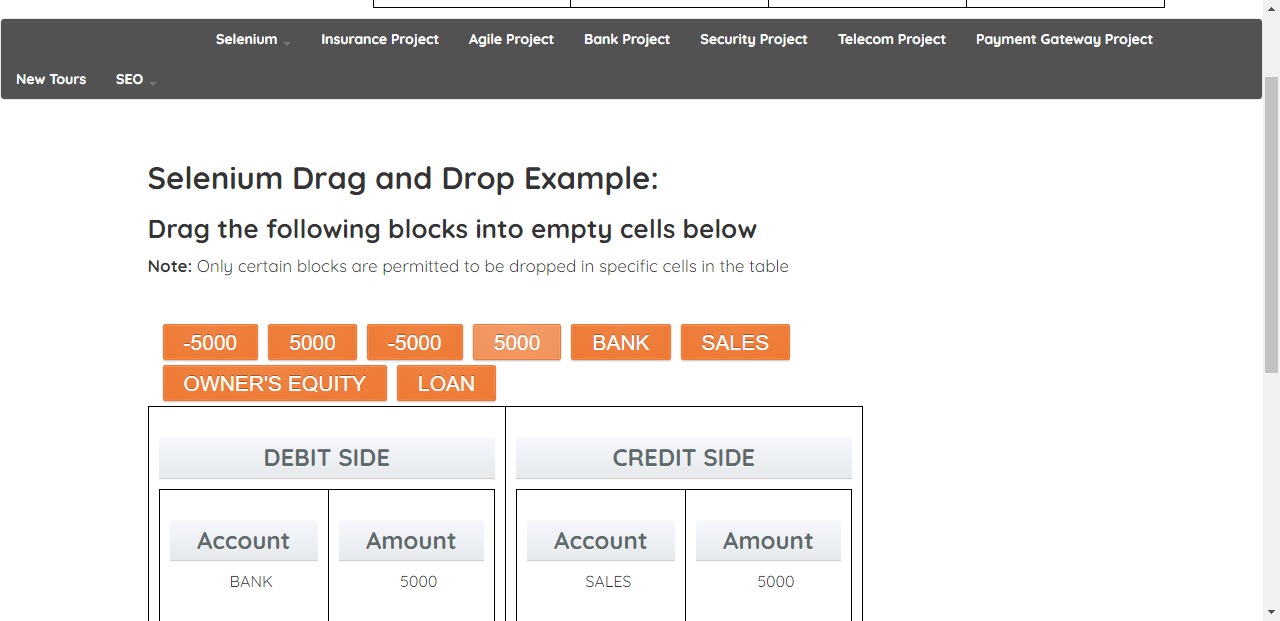 Selenium Insurance Project Agile Project Bank Project Security Project Telecom Project Payment Gateway Project
New Tours SEO
Selenium Drag and Drop Example:
Drag the following blocks into empty cells below
Note: Only certain blocks are permitted to be dropped in specific cells in the table
-5000 5000 -5000 5000 BANK SALES
OWNER'S EQUITY LOAN
DEBIT SIDE CREDIT SIDE
Account Amount Account Amount
BANK 5000 SALES 5000